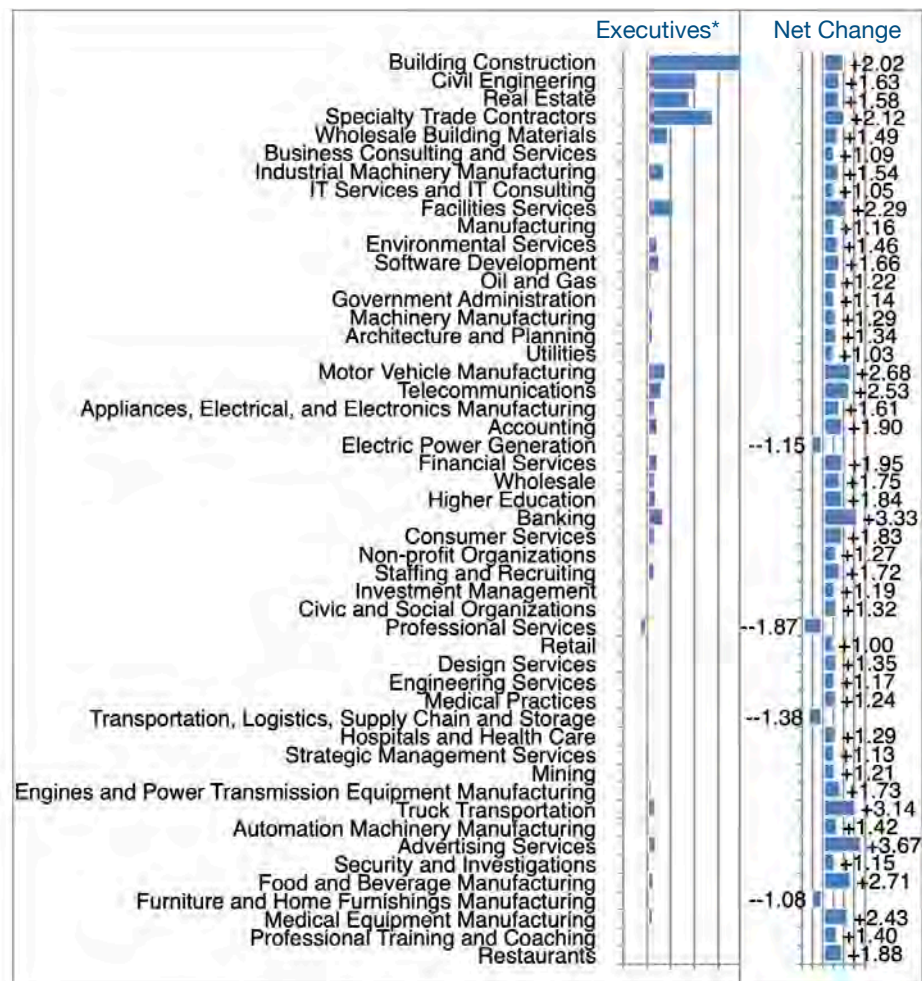 Executives* Net Change
Building Construction +2.02
Civil Engineering +1.63
Real Estate +1.58
Specialty Trade Contractors +2.12
Wholesale Building Materials +1.49
Business Consulting and Services +1.09
Industrial Machinery Manufacturing +1.54
IT Services and IT Consulting +1.05
Facilities Services +2.29
Manufacturing +1.16
Environmental Services +1.46
Software Development +1.66
Oil and Gas +1.22
Government Administration +1.14
Machinery Manufacturing +1.29
Architecture and Planning +1.34
Utilities +1.03
Motor Vehicle Manufacturing +2.68
Telecommunications +2.53
Appliances, Electrical, and Electronics Manufacturing +1.61
Accounting +1.90
Electric Power Generation --1.15
Financial Services +1.95
Wholesale +1.75
Higher Education +1.84
Banking +3.33
Consumer Services +1.83
Non-profit Organizations +1.27
Staffing and Recruiting +1.72
Investment Management +1.19
Civic and Social Organizations +1.32
Professional Services --1.87
Retail +1.00
Design Services +1.35
Engineering Services +1.17
Medical Practices +1.24
Transportation, Logistics, Supply Chain and Storage --1.38
Hospitals and Health Care +1.29
Strategic Management Services +1.13
Mining +1.21
Engines and Power Transmission Equipment Manufacturing +1.73
Truck Transportation +3.14
Automation Machinery Manufacturing +1.42
Advertising Services +3.67
Security and Investigations +1.15
Food and Beverage Manufacturing +2.71
Furniture and Home Furnishings Manufacturing --1.08
Medical Equipment Manufacturing +2.43
Professional Training and Coaching +1.40
Restaurants +1.88